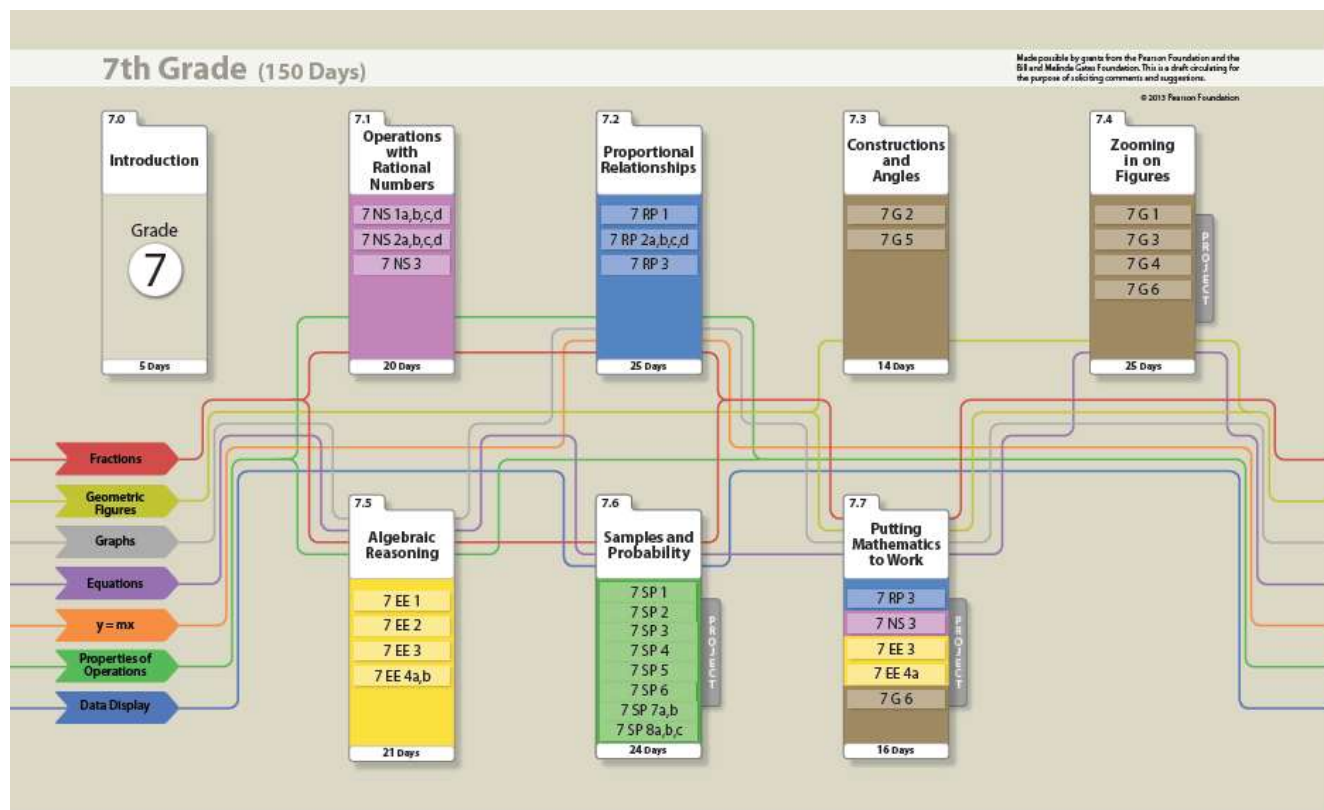 7th Grade (150 Days)
Made possible by grants from the Pearson Foundation and the
Bill and Melinda Gates Foundation. This is a draft circulating for
the purpose of soliciting comments and suggestions.
© 2013 Pearson Foundation
7.0
Introduction
Grade
7
5 Days
7.1
Operations
with
Rational
Numbers
7 NS 1a,b,c,d
7 NS 2a,b,c,d
7 NS 3
20 Days
7.2
Proportional
Relationships
7 RP 1
7 RP 2a,b,c,d
7 RP 3
25 Days
7.3
Constructions
and
Angles
7 G 2
7 G 5
14 Days
7.4
Zooming
in on
Figures
7 G 1
7 G 3
7 G 4
7 G 6
PROJECT
25 Days
Fractions
Geometric
Figures
Graphs
Equations
y = mx
Properties of
Operations
Data Display
7.5
Algebraic
Reasoning
7 EE 1
7 EE 2
7 EE 3
7 EE 4a,b
21 Days
7.6
Samples and
Probability
7 SP 1
7 SP 2
7 SP 3
7 SP 4
7 SP 5
7 SP 6
7 SP 7a,b
7 SP 8a,b,c
PROJECT
24 Days
7.7
Putting
Mathematics
to Work
7 RP 3
7 NS 3
7 EE 3
7 EE 4a
7 G 6
PROJECT
16 Days